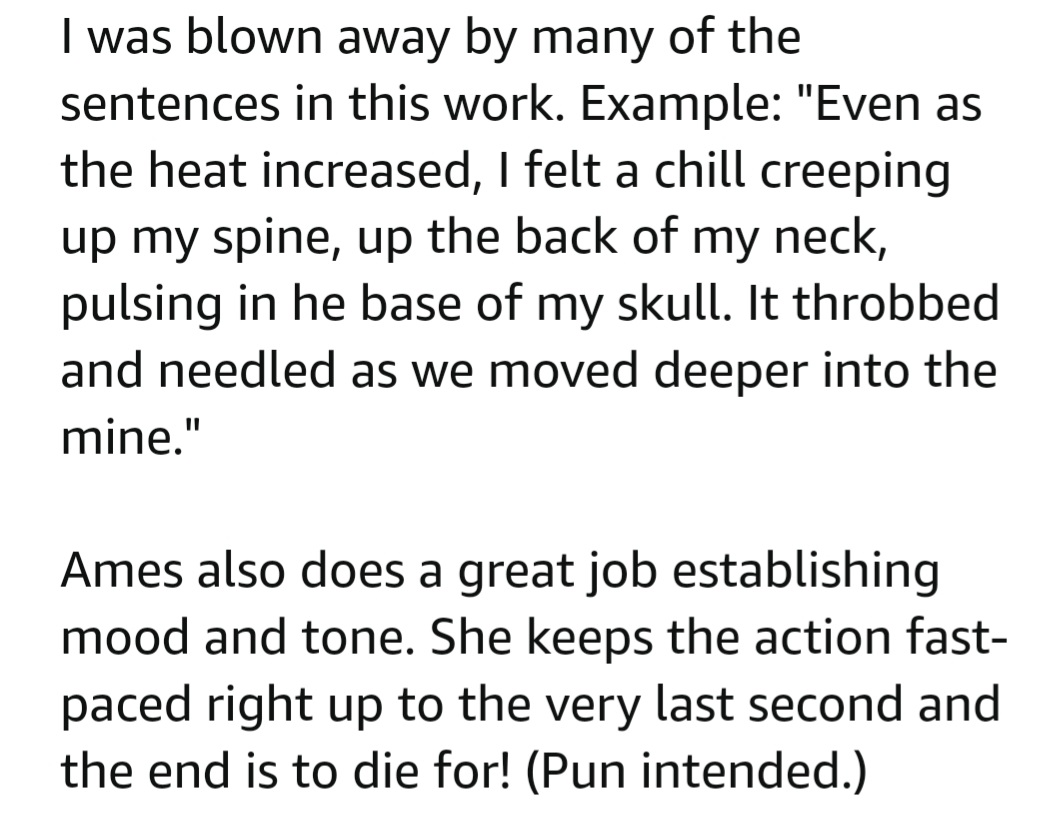 I was blown away by many of the
sentences in this work. Example: "Even as
the heat increased, I felt a chill creeping
up my spine, up the back of my neck,
pulsing in he base of my skull. It throbbed
and needled as we moved deeper into the
mine."
Ames also does a great job establishing
mood and tone. She keeps the action fast-
paced right up to the very last second and
the end is to die for! (Pun intended.)